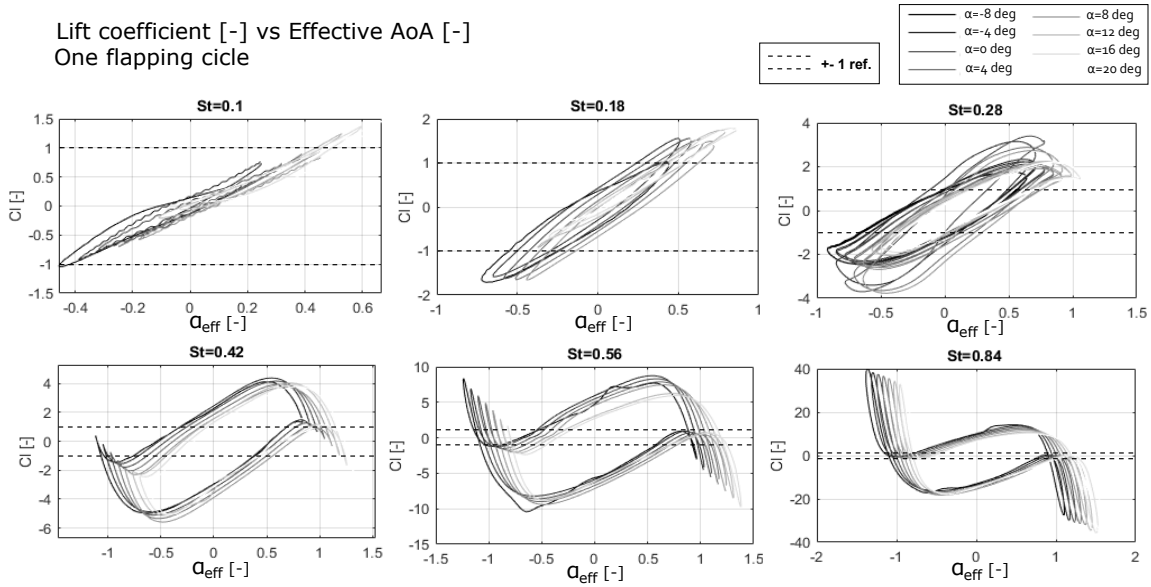 Lift coefficient [-] vs Effective AoA [-]
One flapping cicle
+- 1 ref.
α=-8 deg
α=-4 deg
α=0 deg
α=4 deg
α=8 deg
α=12 deg
α=16 deg
α=20 deg
St=0.1
1.5
1
0.5
0
-0.5
-1
-1.5
Cl [-]
-0.4
-0.2
0
0.2
0.4
0.6
αeff [-]
St=0.18
2
1
0
-1
-2
Cl [-]
-1
-0.5
0
0.5
1
αeff [-]
St=0.28
4
2
0
-2
-4
Cl [-]
-1
-0.5
0
0.5
1
1.5
αeff [-]
St=0.42
4
2
0
-2
-4
-6
Cl [-]
-1
-0.5
0
0.5
1
1.5
αeff [-]
St=0.56
10
5
0
-5
-10
-15
Cl [-]
-1.5
-1
-0.5
0
0.5
1
1.5
αeff [-]
St=0.84
40
20
0
-20
-40
Cl [-]
-2
-1
0
1
2
αeff [-]